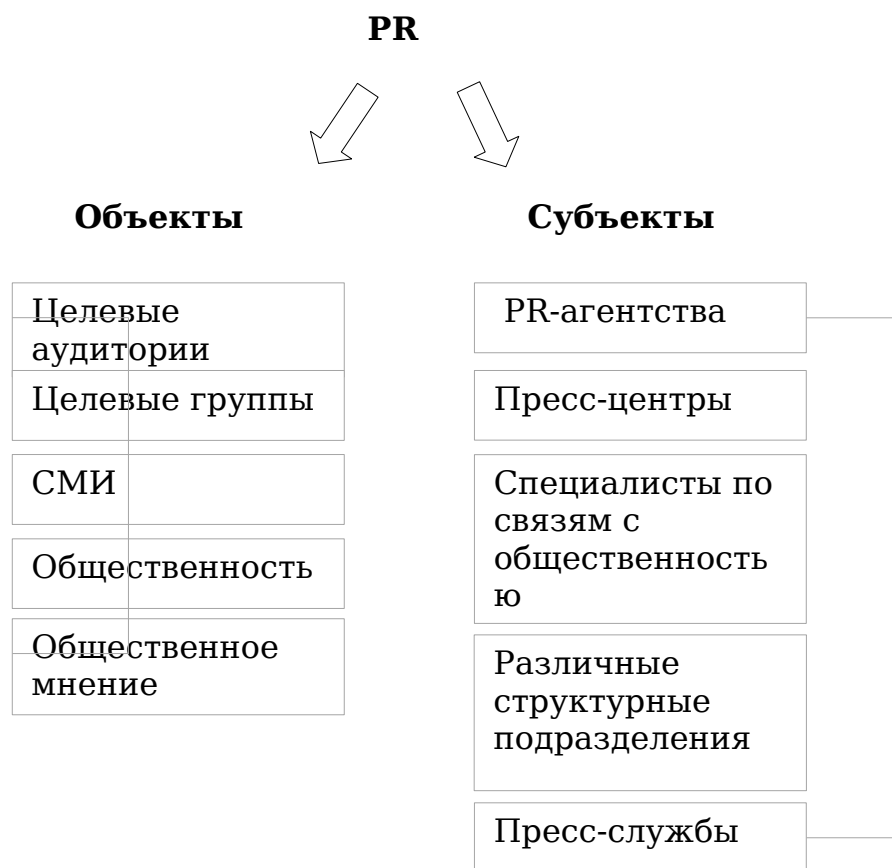 PR
Объекты
Субъекты
Целевые
аудитории
Целевые группы
СМИ
Общественность
Общественное
мнение
PR-агентства
Пресс-центры
Специалисты по
связям с
общественность
ю
Различные
структурные
подразделения
Пресс-службы